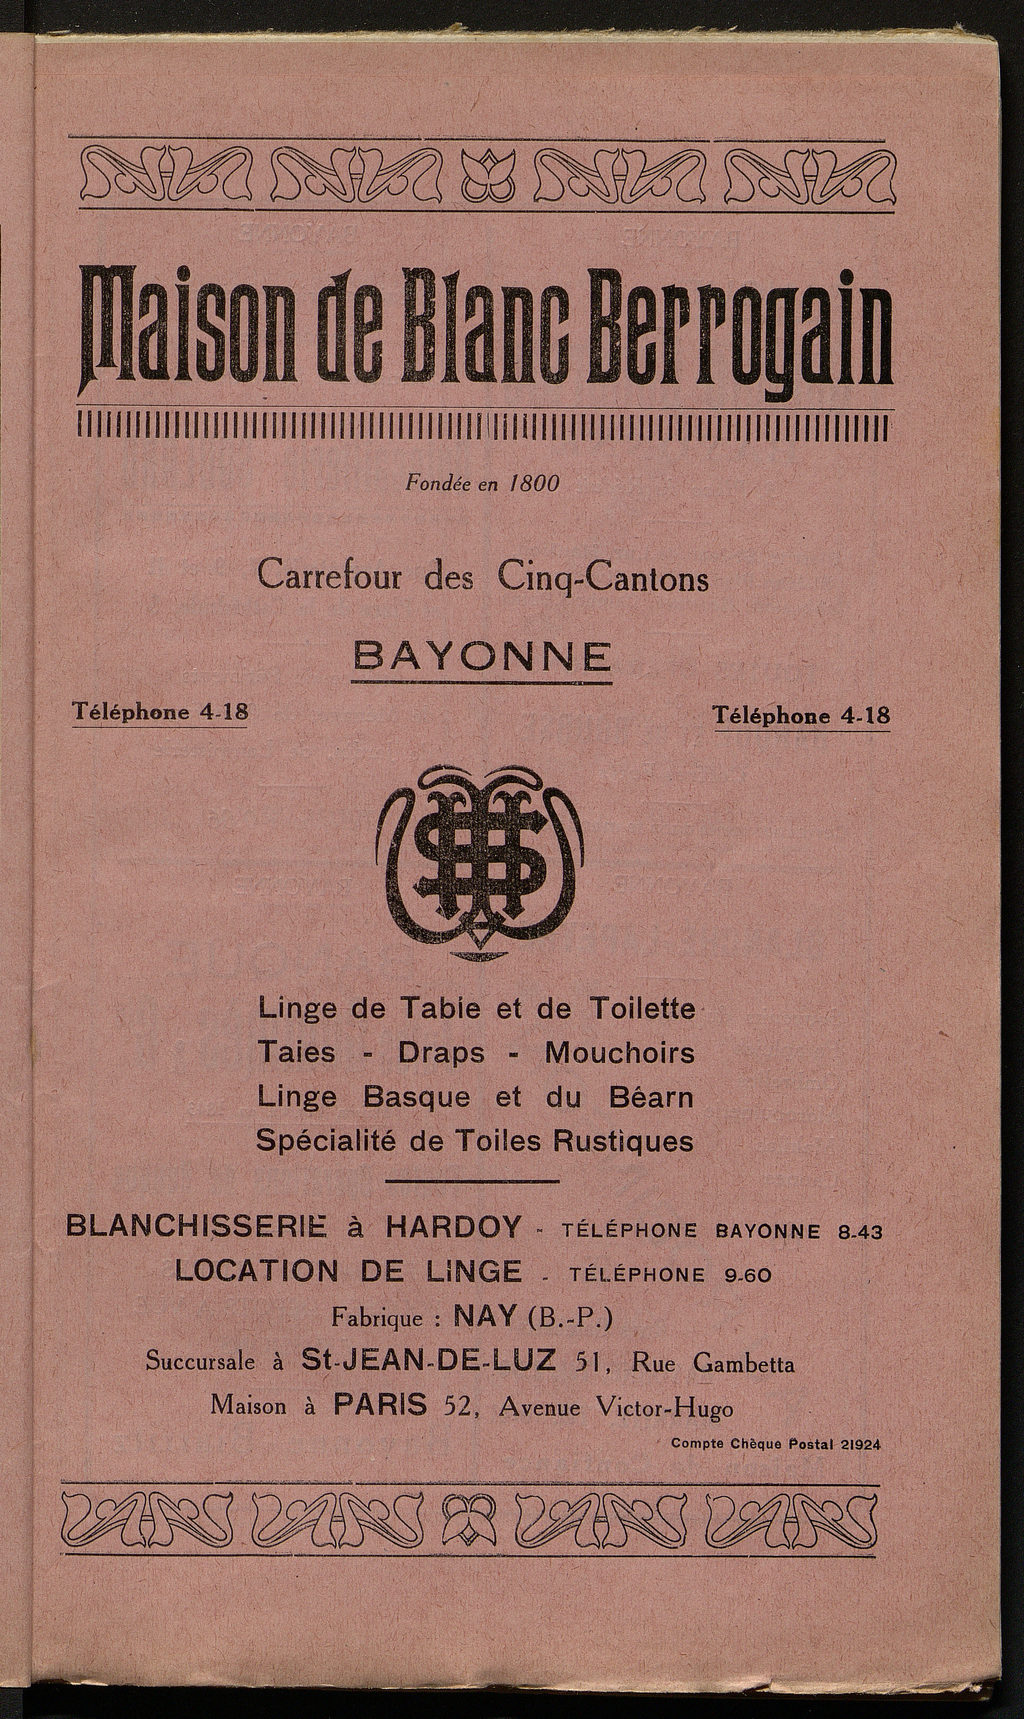 Maison de Blanc Berrogain
Fondée en 1800
Carrefour des Cinq-Cantons
BAYONNE
Téléphone 4-18 Téléphone 4-18
Linge de Table et de Toilette
Taies - Draps - Mouchoirs
Linge Basque et du Béarn
Spécialité de Toiles Rustiques
BLANCHISSERIE à HARDOY - TÉLÉPHONE BAYONNE 8-43
LOCATION DE LINGE - TÉLÉPHONE 9-60
Fabrique : NAY (B.-P.)
Succursale à St-JEAN-DE-LUZ 51, Rue Gambetta
Maison à PARIS 52, Avenue Victor-Hugo
Compte Chèque Postal 21924